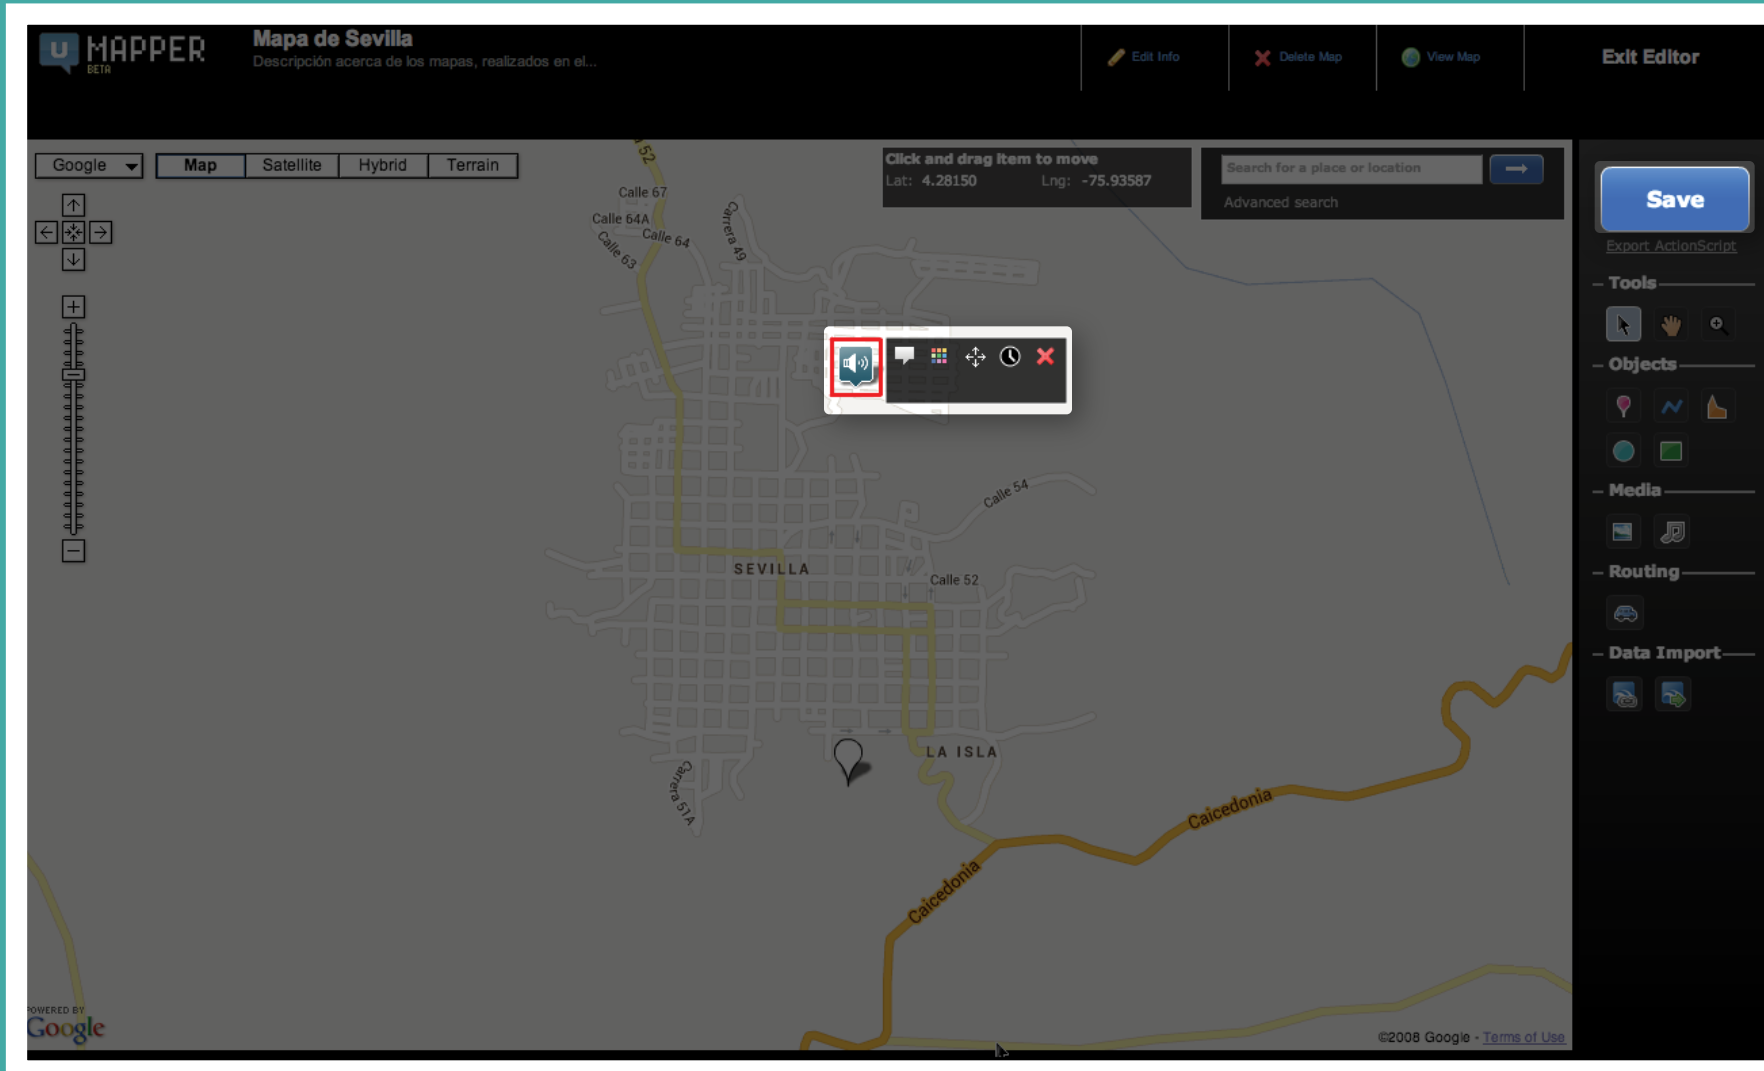 U MAPPER
BETA
Mapa de Sevilla
Descripción acerca de los mapas, realizados en el...
Edit Info
Delete Map
View Map
Exit Editor
Google
Map
Satellite
Hybrid
Terrain
Click and drag item to move
Lat: 4.28150 Lng: -75.93587
Search for a place or location
Advanced search
Save
Export ActionScript
Tools
Objects
Media
Routing
Data Import
52
Calle 67
Calle 64A
Calle 64
Calle 63
Carrera 49
Calle 54
SEVILLA
Calle 52
LA ISLA
Carrera 51A
Caicedonia
Caicedonia
POWERED BY
Google
©2008 Google - Terms of Use